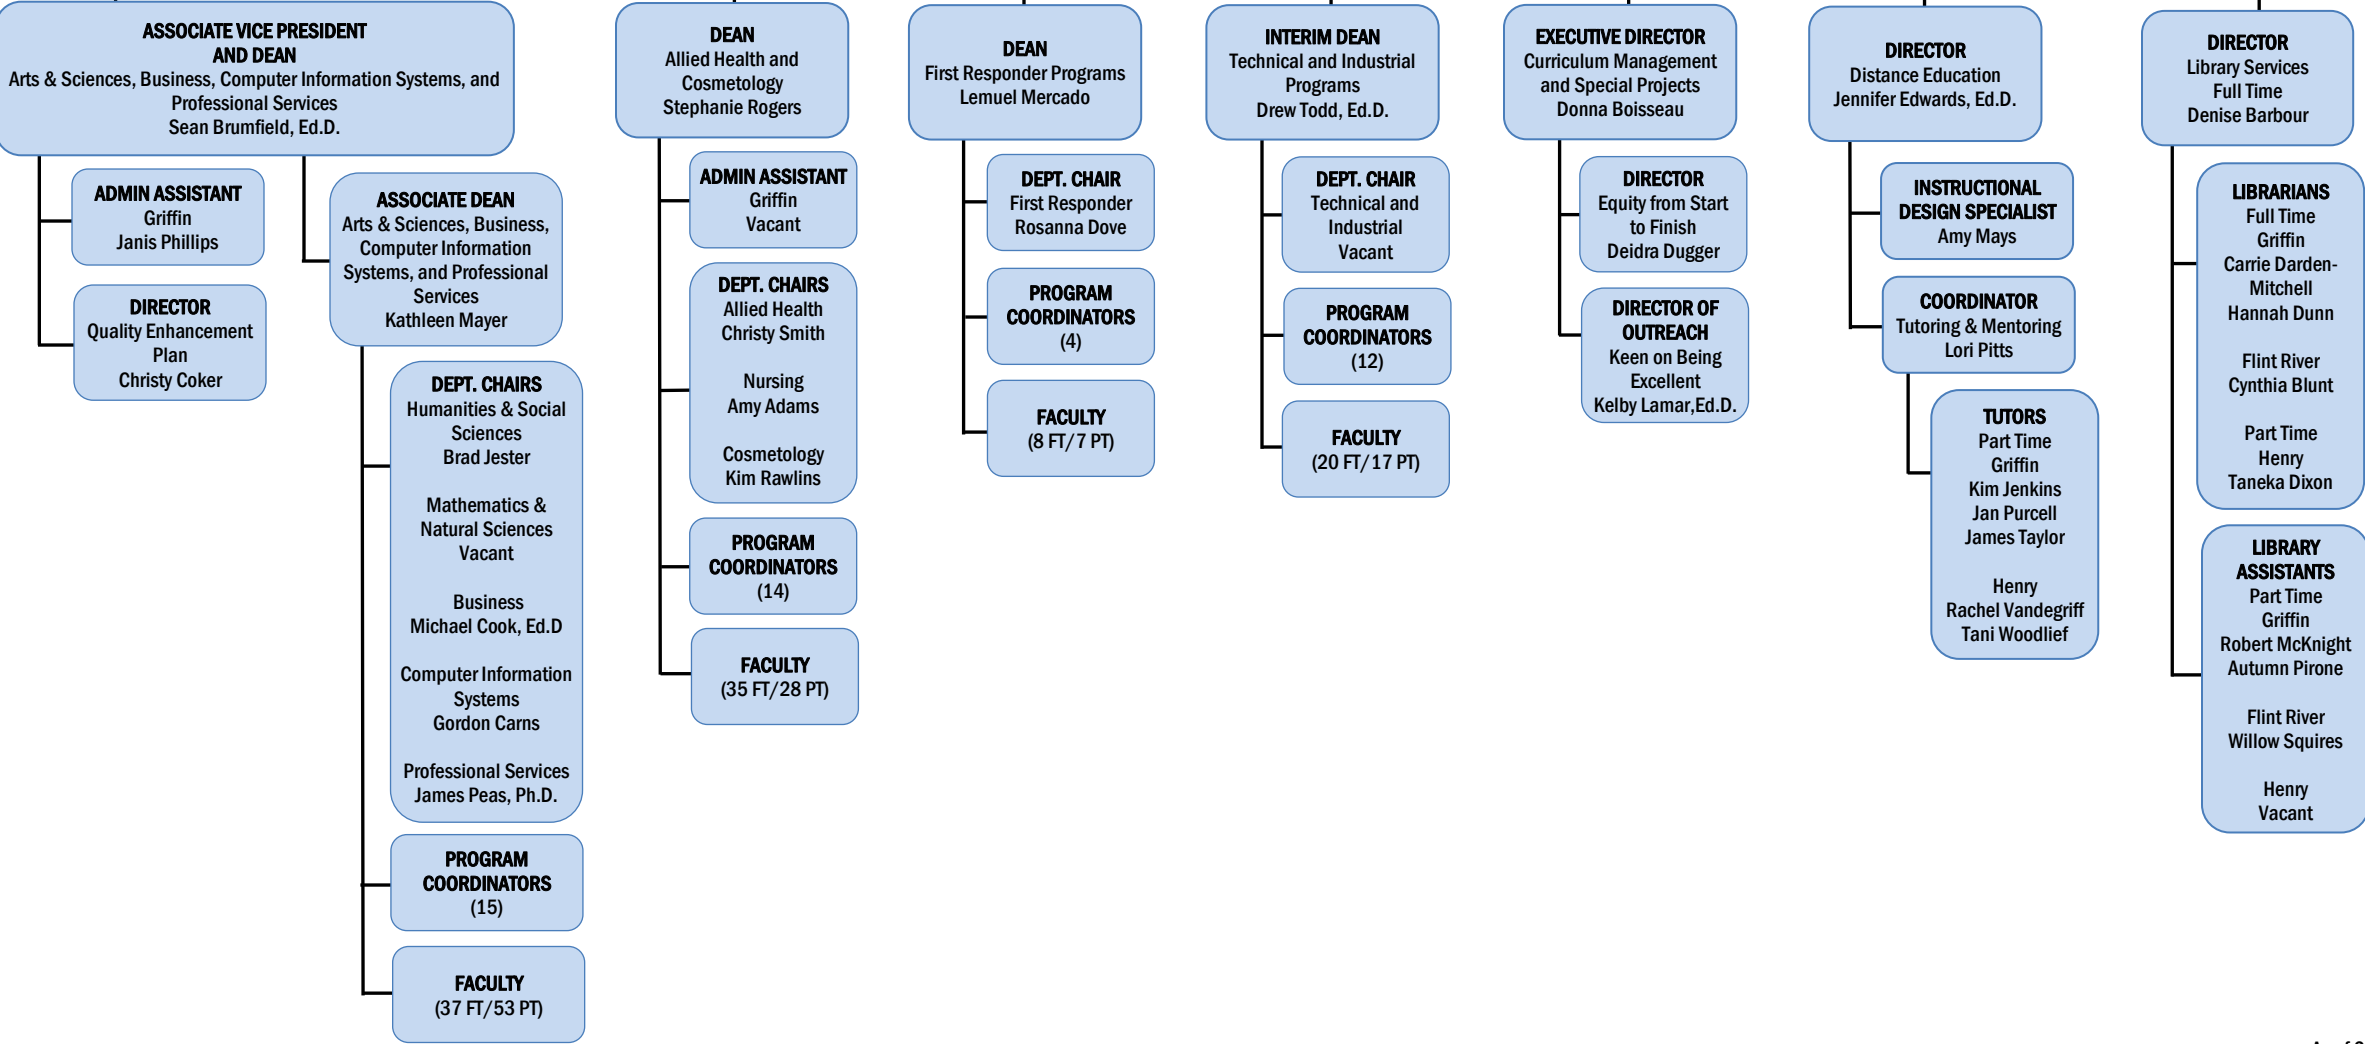 ASSOCIATE VICE PRESIDENT
AND DEAN
Arts & Sciences, Business, Computer Information Systems, and
Professional Services
Sean Brumfield, Ed.D.
ADMIN ASSISTANT
Griffin
Janis Phillips
DIRECTOR
Quality Enhancement
Plan
Christy Coker
ASSOCIATE DEAN
Arts & Sciences, Business,
Computer Information
Systems, and Professional
Services
Kathleen Mayer
DEPT. CHAIRS
Humanities & Social
Sciences
Brad Jester
Mathematics &
Natural Sciences
Vacant
Business
Michael Cook, Ed.D
Computer Information
Systems
Gordon Carns
Professional Services
James Peas, Ph.D.
PROGRAM
COORDINATORS
(15)
FACULTY
(37 FT/53 PT)
DEAN
Allied Health and
Cosmetology
Stephanie Rogers
ADMIN ASSISTANT
Griffin
Vacant
DEPT. CHAIRS
Allied Health
Christy Smith
Nursing
Amy Adams
Cosmetology
Kim Rawlins
PROGRAM
COORDINATORS
(14)
FACULTY
(35 FT/28 PT)
DEAN
First Responder Programs
Lemuel Mercado
DEPT. CHAIR
First Responder
Rosanna Dove
PROGRAM
COORDINATORS
(4)
FACULTY
(8 FT/7 PT)
INTERIM DEAN
Technical and Industrial
Programs
Drew Todd, Ed.D.
DEPT. CHAIR
Technical and
Industrial
Vacant
PROGRAM
COORDINATORS
(12)
FACULTY
(20 FT/17 PT)
EXECUTIVE DIRECTOR
Curriculum Management
and Special Projects
Donna Boisseau
DIRECTOR
Equity from Start
to Finish
Deidra Dugger
DIRECTOR OF
OUTREACH
Keen on Being
Excellent
Kelby Lamar,Ed.D.
DIRECTOR
Distance Education
Jennifer Edwards, Ed.D.
INSTRUCTIONAL
DESIGN SPECIALIST
Amy Mays
COORDINATOR
Tutoring & Mentoring
Lori Pitts
TUTORS
Part Time
Griffin
Kim Jenkins
Jan Purcell
James Taylor
Henry
Rachel Vandegriff
Tani Woodlief
DIRECTOR
Library Services
Full Time
Denise Barbour
LIBRARIANS
Full Time
Griffin
Carrie Darden-
Mitchell
Hannah Dunn
Flint River
Cynthia Blunt
Part Time
Henry
Taneka Dixon
LIBRARY
ASSISTANTS
Part Time
Griffin
Robert McKnight
Autumn Pirone
Flint River
Willow Squires
Henry
Vacant